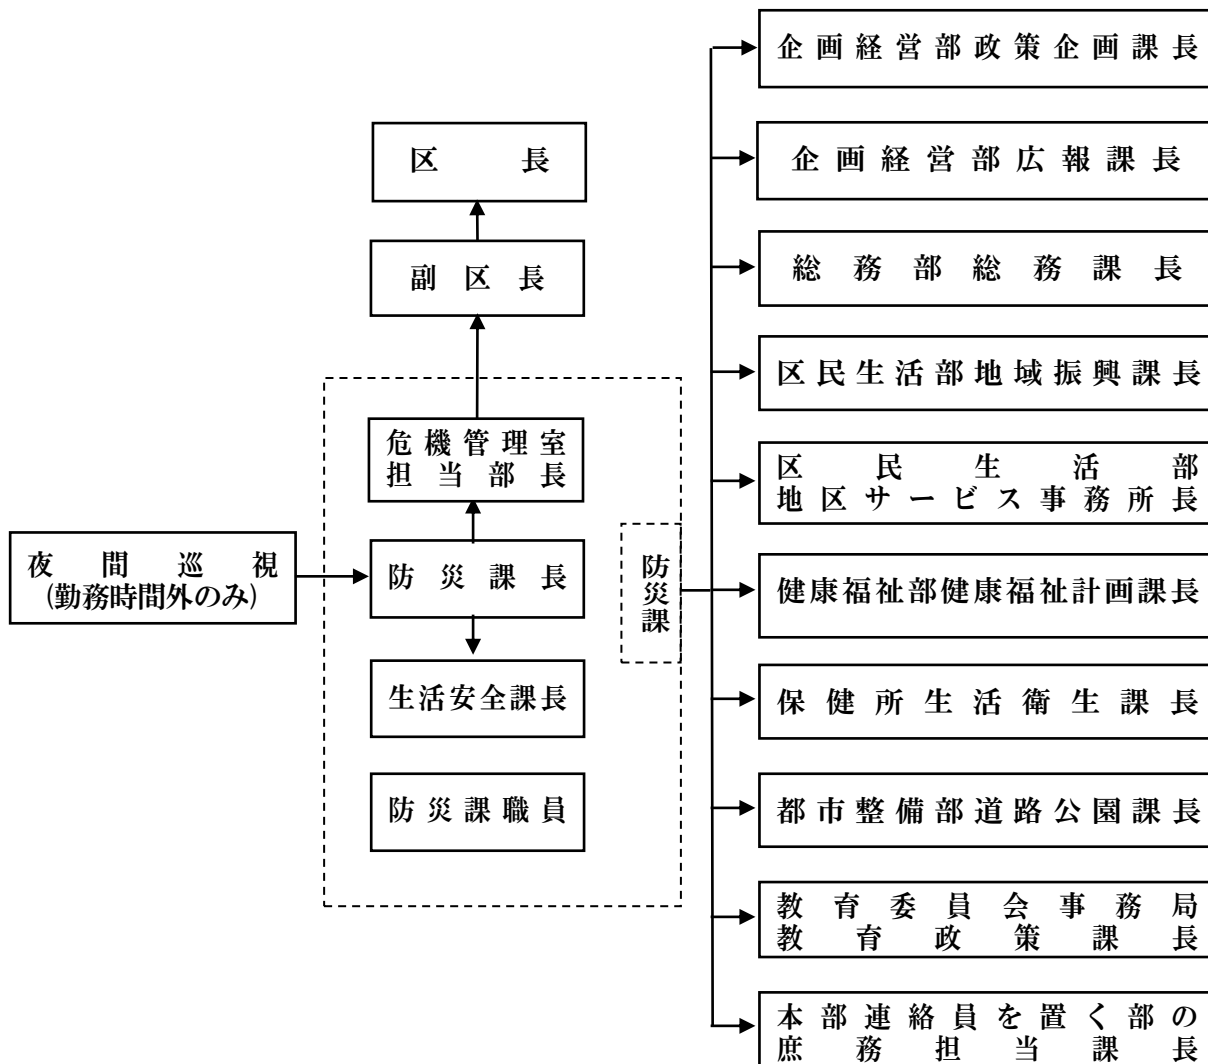 区長
副区長
危機管理室
担当部長
夜間巡視
(勤務時間外のみ)
防災課長
生活安全課長
防災課職員
防災課
企画経営部政策企画課長
企画経営部広報課長
総務部総務課長
区民生活部地域振興課長
区民生活部
地区サービス事務所長
健康福祉部健康福祉計画課長
保健所生活衛生課長
都市整備部道路公園課長
教育委員会事務局
教育政策課長
本部連絡員を置く部の
庶務担当課長